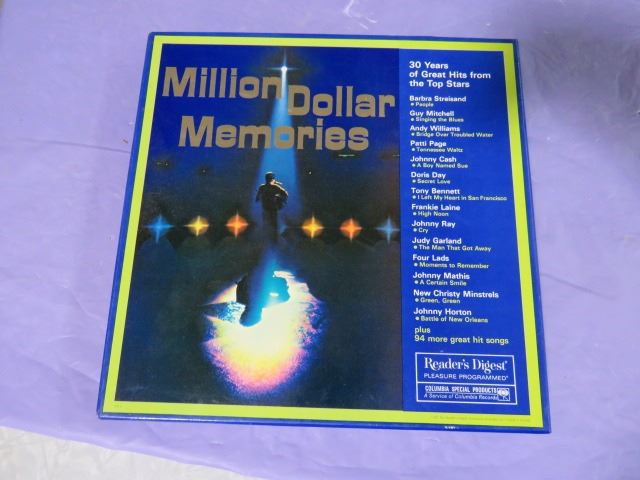 Million Dollar
Memories
30 Years
of Great Hits from
the Top Stars
Barbra Streisand
• People
Guy Mitchell
• Singing the Blues
Andy Williams
• Bridge Over Troubled Water
Patti Page
• Tennessee Waltz
Johnny Cash
• A Boy Named Sue
Doris Day
• Secret Love
Tony Bennett
• I Left My Heart in San Francisco
Frankie Laine
• High Noon
Johnny Ray
• Cry
Judy Garland
• The Man That Got Away
Four Lads
• Moments to Remember
Johnny Mathis
• A Certain Smile
New Christy Minstrels
• Green, Green
Johnny Horton
• Battle of New Orleans
plus
94 more great hit songs
Reader's Digest®
PLEASURE PROGRAMMED®
COLUMBIA SPECIAL PRODUCTS
A Service of Columbia Records